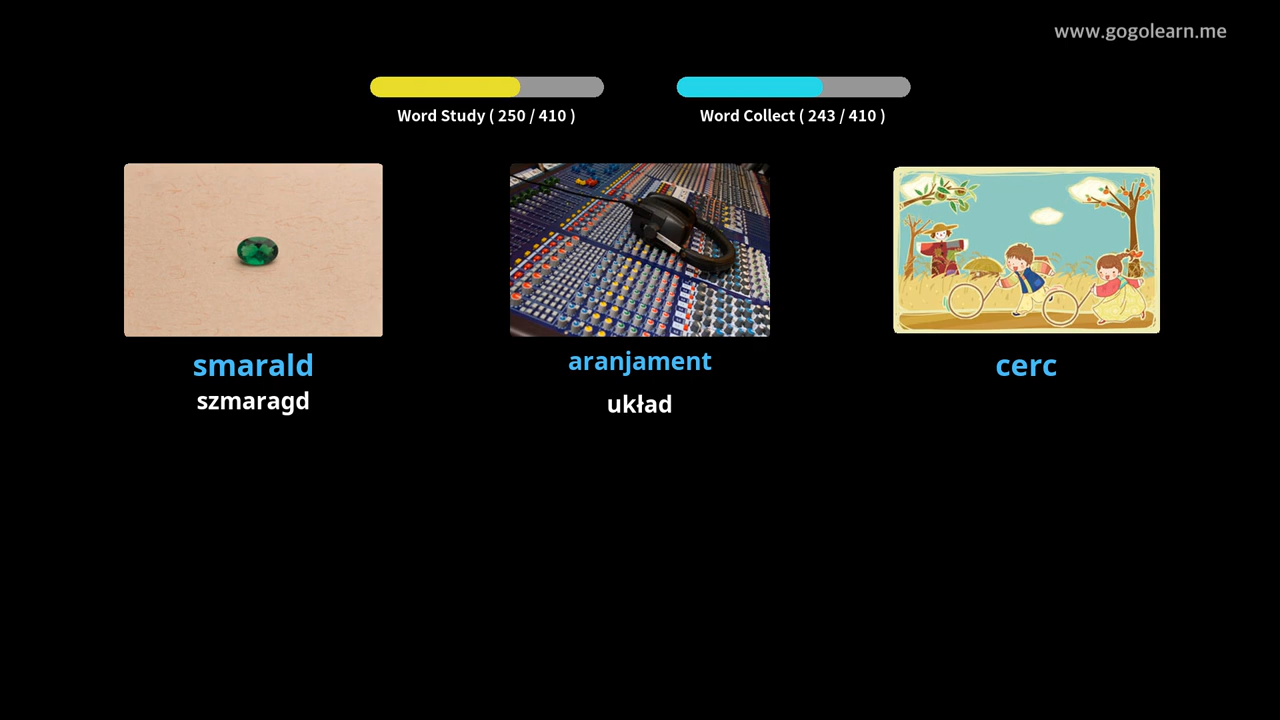 www.gogolearn.me
Word Study ( 250 / 410 )
Word Collect ( 243 / 410 )
smarald
szmaragd
aranjament
układ
cerc